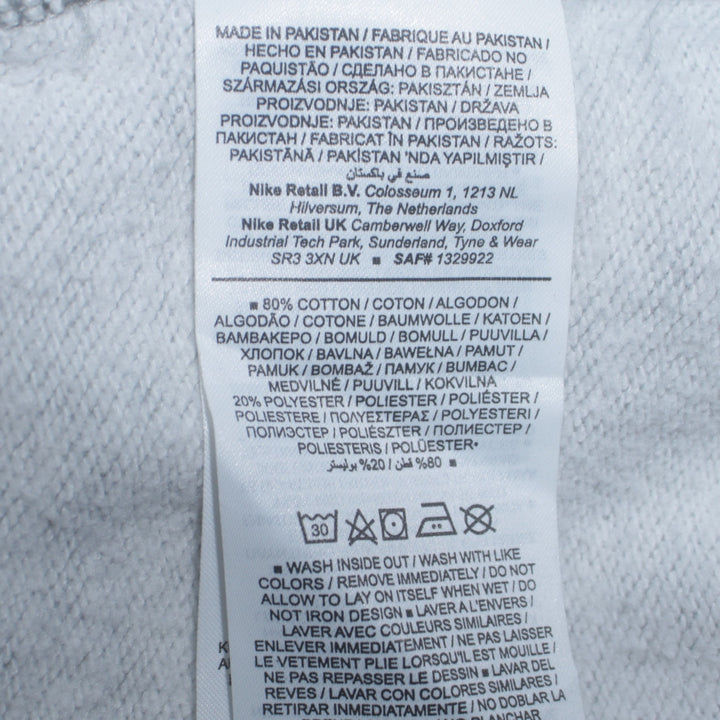 MADE IN PAKISTAN / FABRIQUE AU PAKISTAN /
HECHO EN PAKISTAN / FABRICADO NO
PAQUISTÃO / СДЕЛАНО В ПАКИСТАНЕ /
SZÁRMAZÁSI ORSZÁG: PAKISZTÁN / ZEMLJA
PROIZVODNJE: PAKISTAN / DRŽAVA
PROIZVODNJE: PAKISTAN / ПРОИЗВЕДЕНО В
ПАКИСТАН / FABRICAT ÎN PAKISTAN / RAŽOTS:
PAKISTĀNĀ / PAKİSTAN 'NDA YAPILMIŞTIR /
صنع في باكستان
Nike Retail B.V. Colosseum 1, 1213 NL
Hilversum, The Netherlands
Nike Retail UK Camberwell Way, Doxford
Industrial Tech Park, Sunderland, Tyne & Wear
SR3 3XN UK ■ SAF# 1329922
■ 80% COTTON / COTON / ALGODON /
ALGODÃO / COTONE / BAUMWOLLE / KATOEN /
ΒΑΜΒΑΚΕΡΟ / BOMULD / BOMULL / PUUVILLA /
ХЛОПОК / BAVLNA / BAWEŁNA / PAMUT /
PAMUK / BOMBAŽ / ПАМУК / BUMBAC /
MEDVILNĖ / PUUVILL / KOKVILNA
20% POLYESTER / POLIESTER / POLIÉSTER /
POLIESTERE / ΠΟΛΥΕΣΤΕΡΑΣ / POLYESTERI /
ПОЛИЭСТЕР / POLIÉSZTER / ПОЛИЕСТЕР /
POLIESTERIS / POLÜESTER•
80% قطن / 20% بوليستر ■
30
■ WASH INSIDE OUT / WASH WITH LIKE
COLORS / REMOVE IMMEDIATELY / DO NOT
ALLOW TO LAY ON ITSELF WHEN WET / DO
NOT IRON DESIGN ■ LAVER A L'ENVERS /
LAVER AVEC COULEURS SIMILAIRES /
ENLEVER IMMEDIATEMENT / NE PAS LAISSER
LE VETEMENT PLIE LORSQU'IL EST MOUILLE /
NE PAS REPASSER LE DESSIN ■ LAVAR DEL
REVES / LAVAR CON COLORES SIMILARES /
RETIRAR INMEDIATAMENTE / NO DOBLAR LA